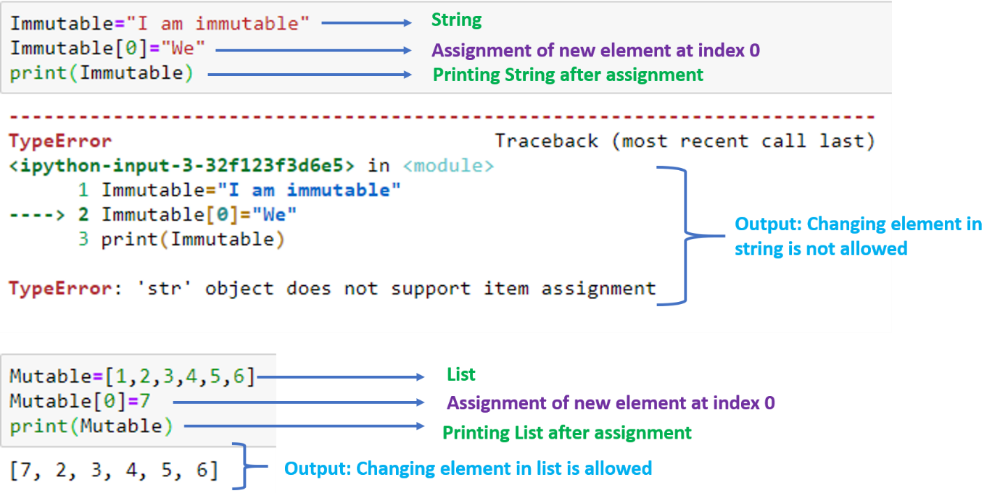 Immutable="I am immutable" String
Immutable[0]="We" Assignment of new element at index 0
print(Immutable) Printing String after assignment
---------------------------------------------------------------------------
TypeError Traceback (most recent call last)
<ipython-input-3-32f123f3d6e5> in <module>
1 Immutable="I am immutable"
----> 2 Immutable[0]="We"
3 print(Immutable)
Output: Changing element in
string is not allowed
TypeError: 'str' object does not support item assignment
Mutable=[1,2,3,4,5,6] List
Mutable[0]=7 Assignment of new element at index 0
print(Mutable) Printing List after assignment
[7, 2, 3, 4, 5, 6] Output: Changing element in list is allowed